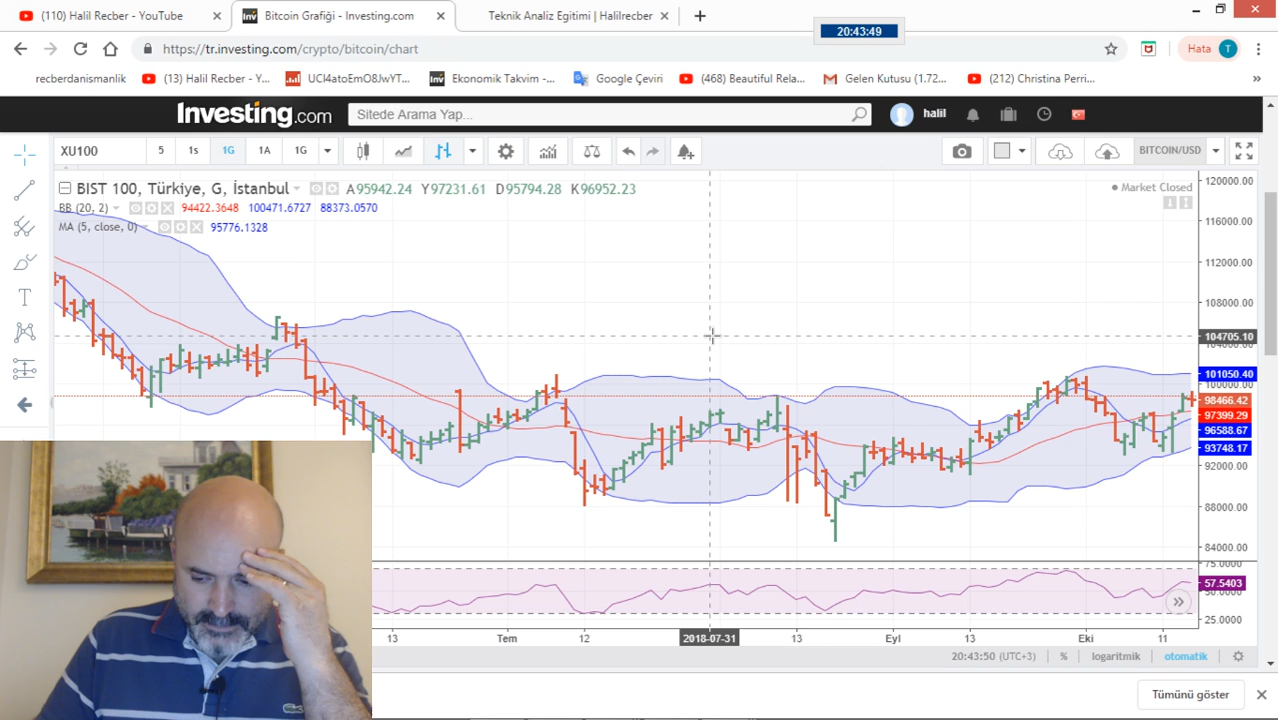 (110) Halil Recber - YouTube
Bitcoin Grafiği - Investing.com
Teknik Analiz Egitimi | Halilrecber
20:43:49
https://tr.investing.com/crypto/bitcoin/chart
Hata T
recberdanismanlik
(13) Halil Recber - Y...
UCl4atoEmO8JwYT...
Ekonomik Takvim -...
Google Çeviri
(468) Beautiful Rela...
Gelen Kutusu (1.72...
(212) Christina Perri...
Investing.com
Sitede Arama Yap...
halil
XU100 5 1s 1G 1A 1G
BITCOIN/USD
BIST 100, Türkiye, G, İstanbul A95942.24 Y97231.61 D95794.28 K96952.23
Market Closed
BB (20, 2) 94422.3648 100471.6727 88373.0570
MA (5, close, 0) 95776.1328
120000.00
116000.00
112000.00
108000.00
104705.10
104000.00
101050.40
100000.00
98466.42
97399.29
96588.67
93748.17
92000.00
88000.00
84000.00
75.0000
57.5403
50.0000
25.0000
13 Tem 12 2018-07-31 13 Eyl 13 Eki 11
20:43:50 (UTC+3) % logaritmik otomatik
Tümünü göster